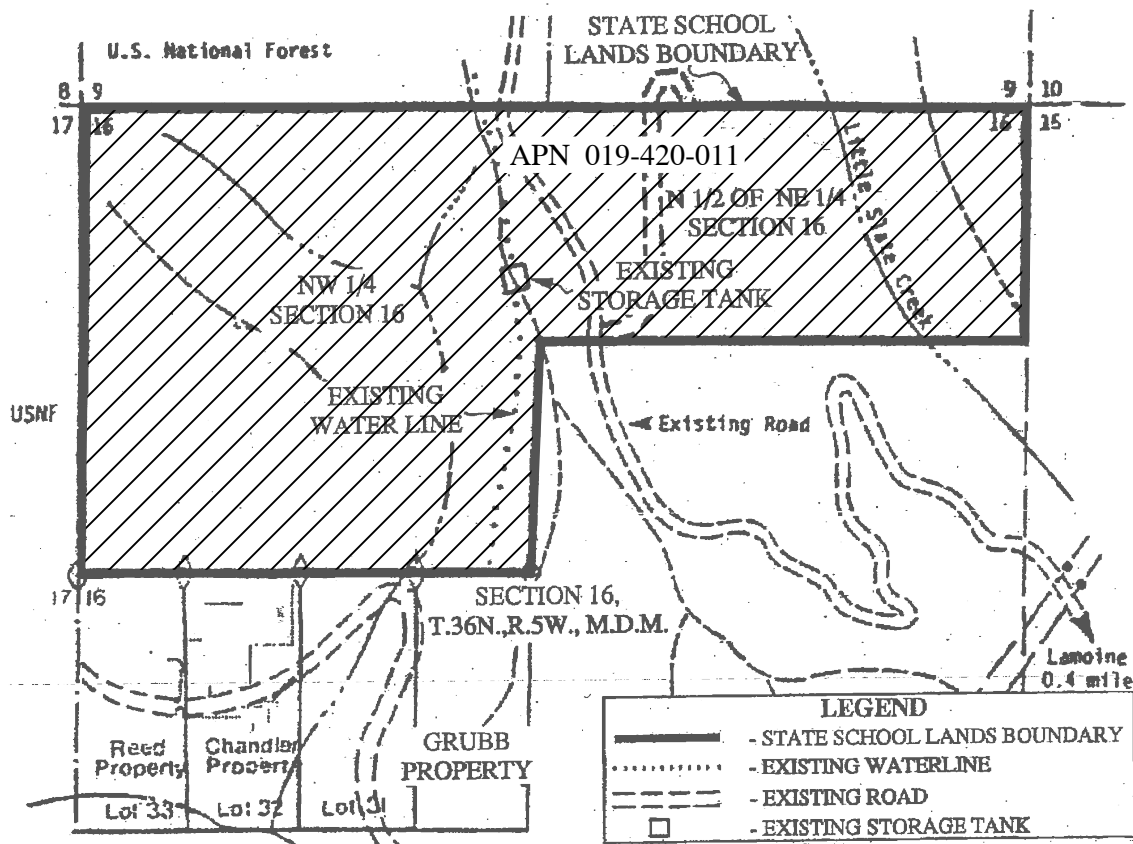 STATE SCHOOL
LANDS BOUNDARY
U.S. National Forest
8 9
17 16
9 10
16 15
APN 019-420-011
N 1/2 OF NE 1/4
SECTION 16
Little Slate Creek
EXISTING
STORAGE TANK
NW 1/4
SECTION 16
EXISTING
WATER LINE
USNF
Existing Road
17 16
SECTION 16,
T.36N.,R.5W., M.D.M.
Lamoine
0.4 mile
Reed
Property
Lot 33
Chandler
Property
Lot 32
Lot 31
GRUBB
PROPERTY
LEGEND
- STATE SCHOOL LANDS BOUNDARY
- EXISTING WATERLINE
- EXISTING ROAD
- EXISTING STORAGE TANK